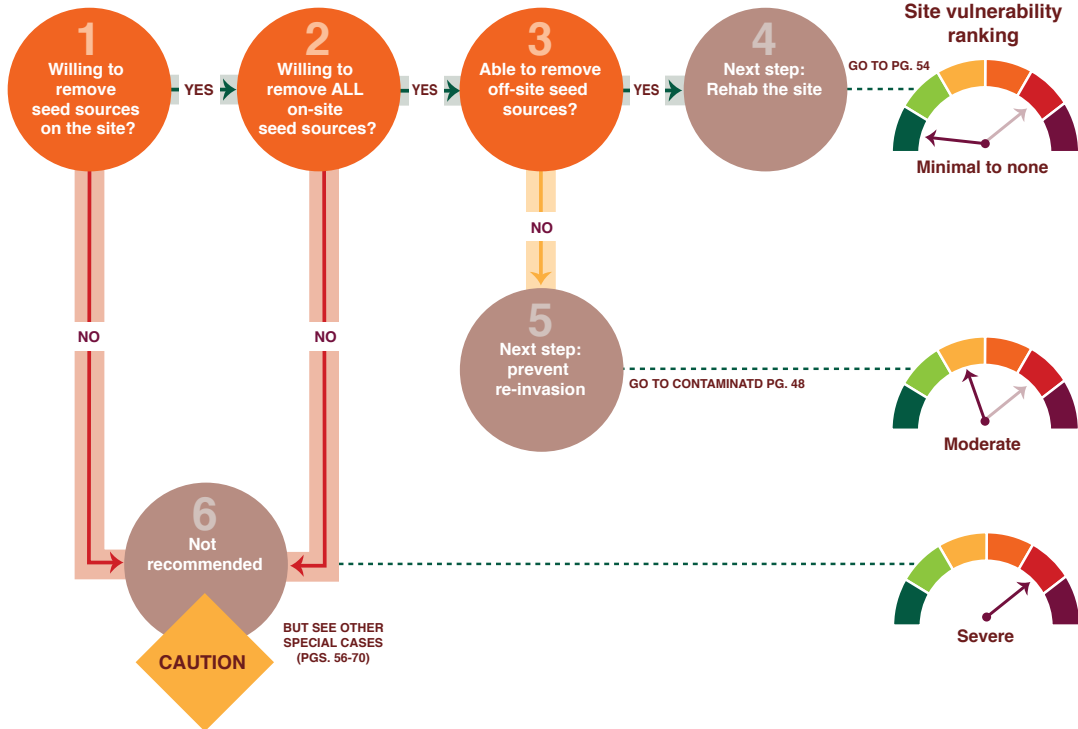 1
Willing to
remove
seed sources
on the site?
YES
2
Willing to
remove ALL
on-site
seed sources?
YES
3
Able to remove
off-site seed
sources?
YES
4
Next step:
Rehab the site
GO TO PG. 54
Site vulnerability
ranking
Minimal to none
NO
NO
NO
5
Next step:
prevent
re-invasion
GO TO CONTAMINATD PG. 48
Moderate
6
Not
recommended
CAUTION
BUT SEE OTHER
SPECIAL CASES
(PGS. 56-70)
Severe